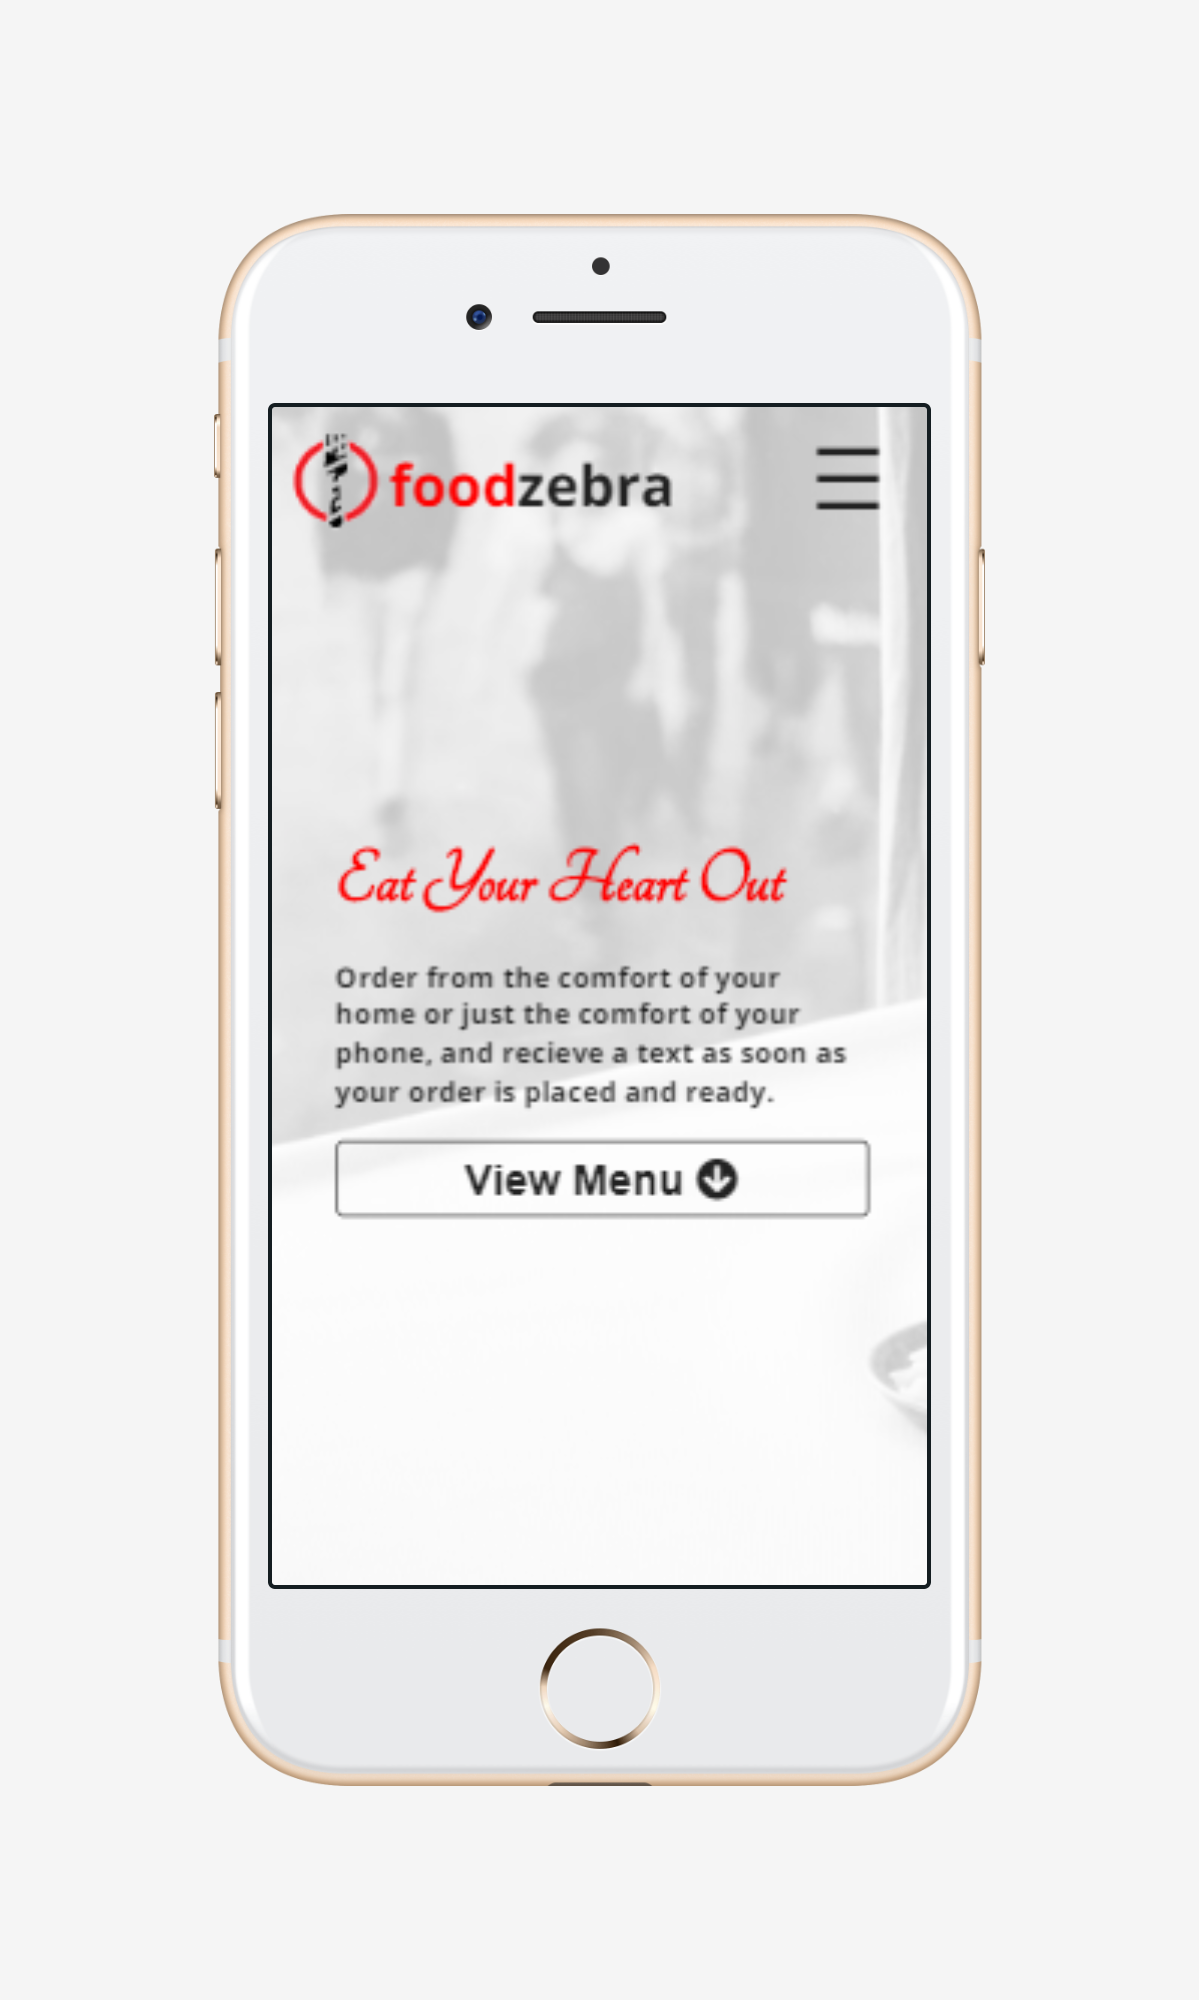 foodzebra
Eat Your Heart Out
Order from the comfort of your
home or just the comfort of your
phone, and recieve a text as soon as
your order is placed and ready.
View Menu